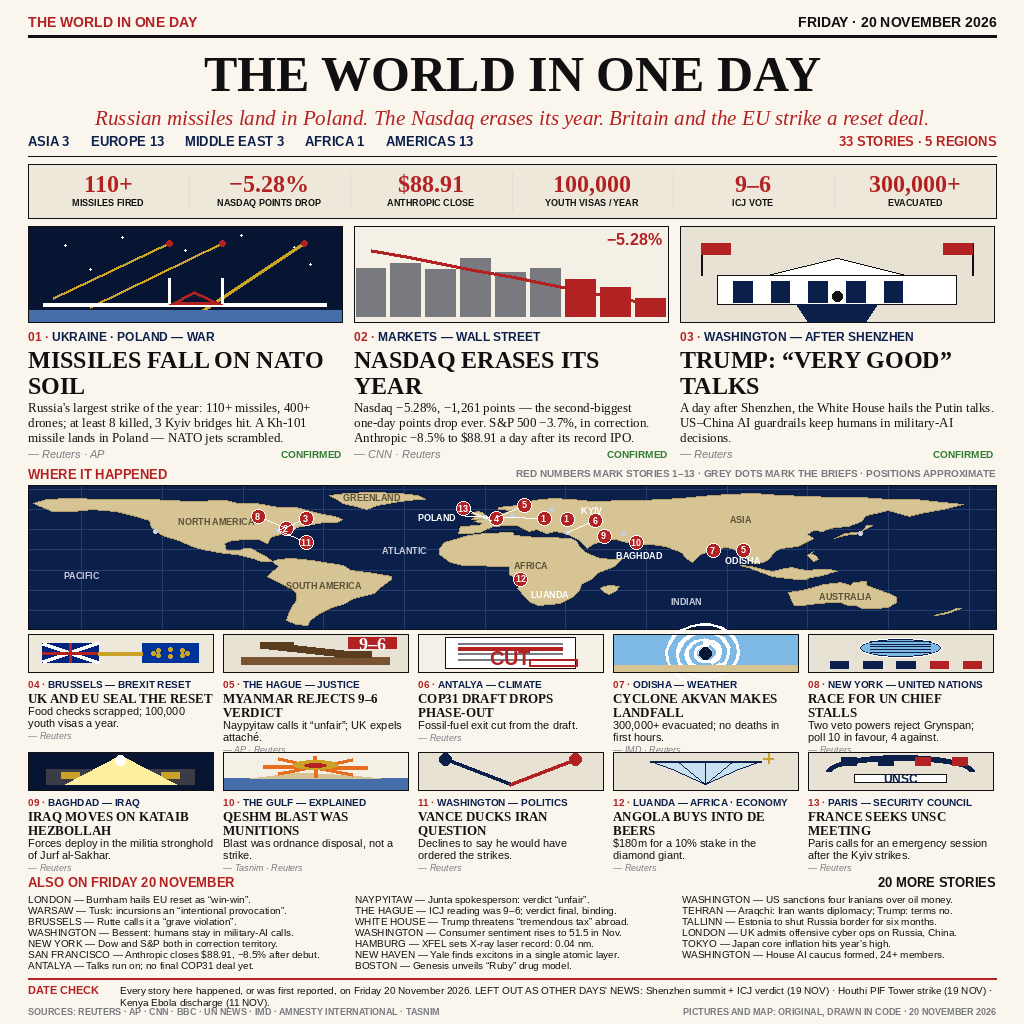 THE WORLD IN ONE DAY
FRIDAY · 20 NOVEMBER 2026
THE WORLD IN ONE DAY
Russian missiles land in Poland. The Nasdaq erases its year. Britain and the EU strike a reset deal.
ASIA 3 EUROPE 13 MIDDLE EAST 3 AFRICA 1 AMERICAS 13
33 STORIES · 5 REGIONS
110+
MISSILES FIRED
−5.28%
NASDAQ POINTS DROP
$88.91
ANTHROPIC CLOSE
100,000
YOUTH VISAS / YEAR
9–6
ICJ VOTE
300,000+
EVACUATED
01 · UKRAINE · POLAND — WAR
MISSILES FALL ON NATO
SOIL
Russia's largest strike of the year: 110+ missiles, 400+
drones; at least 8 killed, 3 Kyiv bridges hit. A Kh-101
missile lands in Poland — NATO jets scrambled.
— Reuters · AP
CONFIRMED
−5.28%
02 · MARKETS — WALL STREET
NASDAQ ERASES ITS
YEAR
Nasdaq −5.28%, −1,261 points — the second-biggest
one-day points drop ever. S&P 500 −3.7%, in correction.
Anthropic −8.5% to $88.91 a day after its record IPO.
— CNN · Reuters
CONFIRMED
03 · WASHINGTON — AFTER SHENZHEN
TRUMP: “VERY GOOD”
TALKS
A day after Shenzhen, the White House hails the Putin talks.
US–China AI guardrails keep humans in military-AI
decisions.
— Reuters
CONFIRMED
WHERE IT HAPPENED
RED NUMBERS MARK STORIES 1–13 · GREY DOTS MARK THE BRIEFS · POSITIONS APPROXIMATE
GREENLAND
NORTH AMERICA
8
3
11
POLAND
13
4
5
1
1
KYIV
6
9
10
BAGHDAD
ASIA
7
5
ODISHA
ATLANTIC
PACIFIC
SOUTH AMERICA
AFRICA
12
LUANDA
INDIAN
AUSTRALIA
04 · BRUSSELS — BREXIT RESET
UK AND EU SEAL THE RESET
Food checks scrapped; 100,000
youth visas a year.
— Reuters
9–6
05 · THE HAGUE — JUSTICE
MYANMAR REJECTS 9–6
VERDICT
Naypyitaw calls it “unfair”; UK expels
attaché.
— AP · Reuters
CUT
06 · ANTALYA — CLIMATE
COP31 DRAFT DROPS
PHASE-OUT
Fossil-fuel exit cut from the draft.
— Reuters
07 · ODISHA — WEATHER
CYCLONE AKVAN MAKES
LANDFALL
300,000+ evacuated; no deaths in
first hours.
— IMD · Reuters
08 · NEW YORK — UNITED NATIONS
RACE FOR UN CHIEF
STALLS
Two veto powers reject Grynspan;
poll 10 in favour, 4 against.
— Reuters
09 · BAGHDAD — IRAQ
IRAQ MOVES ON KATAIB
HEZBOLLAH
Forces deploy in the militia stronghold
of Jurf al-Sakhar.
— Reuters
10 · THE GULF — EXPLAINED
QESHM BLAST WAS
MUNITIONS
Blast was ordnance disposal, not a
strike.
— Tasnim · Reuters
11 · WASHINGTON — POLITICS
VANCE DUCKS IRAN
QUESTION
Declines to say he would have
ordered the strikes.
— Reuters
12 · LUANDA — AFRICA · ECONOMY
ANGOLA BUYS INTO DE
BEERS
$180m for a 10% stake in the
diamond giant.
— Reuters
UNSC
13 · PARIS — SECURITY COUNCIL
FRANCE SEEKS UNSC
MEETING
Paris calls for an emergency session
after the Kyiv strikes.
— Reuters
ALSO ON FRIDAY 20 NOVEMBER
20 MORE STORIES
LONDON — Burnham hails EU reset as “win-win”.
WARSAW — Tusk: incursions an “intentional provocation”.
BRUSSELS — Rutte calls it a “grave violation”.
WASHINGTON — Bessent: humans stay in military-AI calls.
NEW YORK — Dow and S&P both in correction territory.
SAN FRANCISCO — Anthropic closes $88.91, −8.5% after debut.
ANTALYA — Talks run on; no final COP31 deal yet.
NAYPYITAW — Junta spokesperson: verdict “unfair”.
THE HAGUE — ICJ reading was 9–6; verdict final, binding.
WHITE HOUSE — Trump threatens “tremendous tax” abroad.
WASHINGTON — Consumer sentiment rises to 51.5 in Nov.
HAMBURG — XFEL sets X-ray laser record: 0.04 nm.
NEW HAVEN — Yale finds excitons in a single atomic layer.
BOSTON — Genesis unveils “Ruby” drug model.
WASHINGTON — US sanctions four Iranians over oil money.
TEHRAN — Araqchi: Iran wants diplomacy; Trump: terms no.
TALLINN — Estonia to shut Russia border for six months.
LONDON — UK admits offensive cyber ops on Russia, China.
TOKYO — Japan core inflation hits year's high.
WASHINGTON — House AI caucus formed, 24+ members.
DATE CHECK
Every story here happened, or was first reported, on Friday 20 November 2026. LEFT OUT AS OTHER DAYS' NEWS: Shenzhen summit + ICJ verdict (19 NOV) · Houthi PIF Tower strike (19 NOV) ·
Kenya Ebola discharge (11 NOV).
SOURCES: REUTERS · AP · CNN · BBC · UN NEWS · IMD · AMNESTY INTERNATIONAL · TASNIM
PICTURES AND MAP: ORIGINAL, DRAWN IN CODE · 20 NOVEMBER 2026